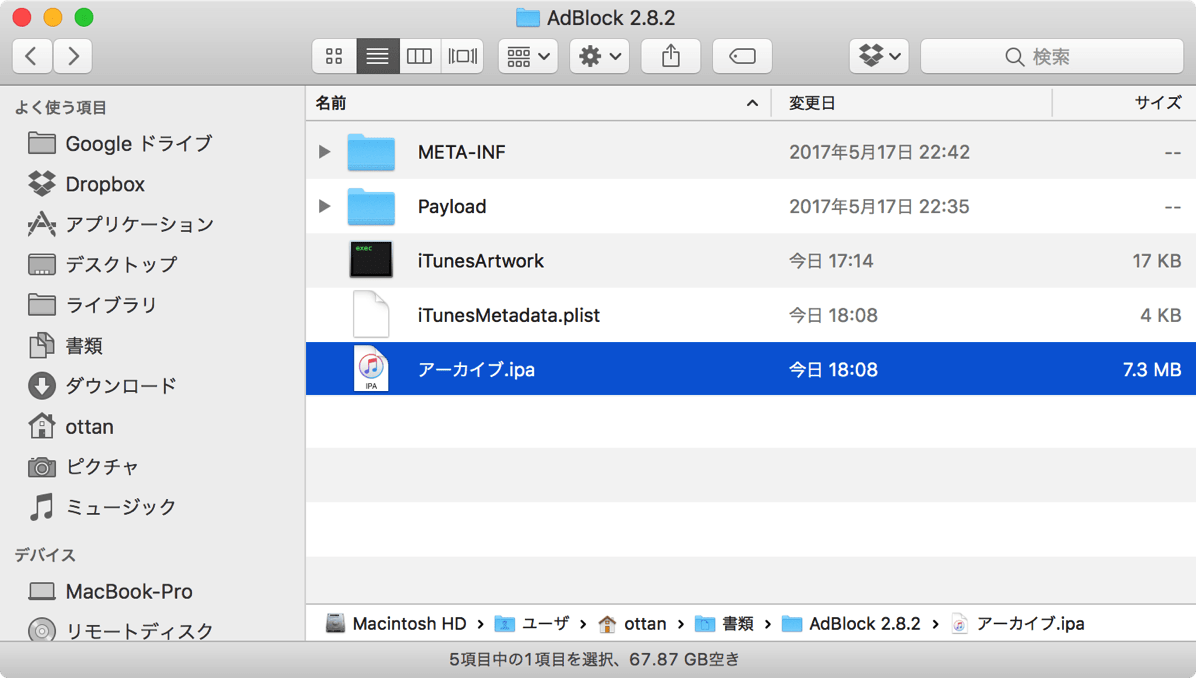 AdBlock 2.8.2
検索
よく使う項目
Google ドライブ
Dropbox
アプリケーション
デスクトップ
ライブラリ
書類
ダウンロード
ottan
ピクチャ
ミュージック
デバイス
MacBook-Pro
リモートディスク
名前 変更日 サイズ
META-INF 2017年5月17日 22:42 --
Payload 2017年5月17日 22:35 --
exec
iTunesArtwork 今日 17:14 17 KB
iTunesMetadata.plist 今日 18:08 4 KB
IPA
アーカイブ.ipa 今日 18:08 7.3 MB
Macintosh HD › ユーザ › ottan › 書類 › AdBlock 2.8.2 › アーカイブ.ipa
5項目中の1項目を選択、67.87 GB空き